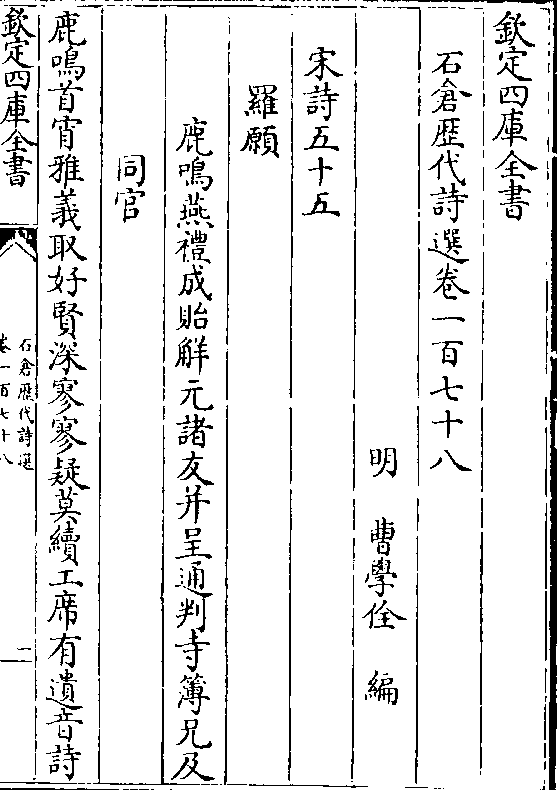 欽定四庫全書
石倉歴代詩選卷一百七十八
明 曹學佺 編
宋詩五十五
羅願
鹿鳴燕禮成貽解元諸友并呈通判寺簿兄及
同官
鹿鳴首宵雅義取好賢深寥寥疑莫續工席有遺音詩
欽定四庫全書
石倉歴代詩選
卷一百七十八
二